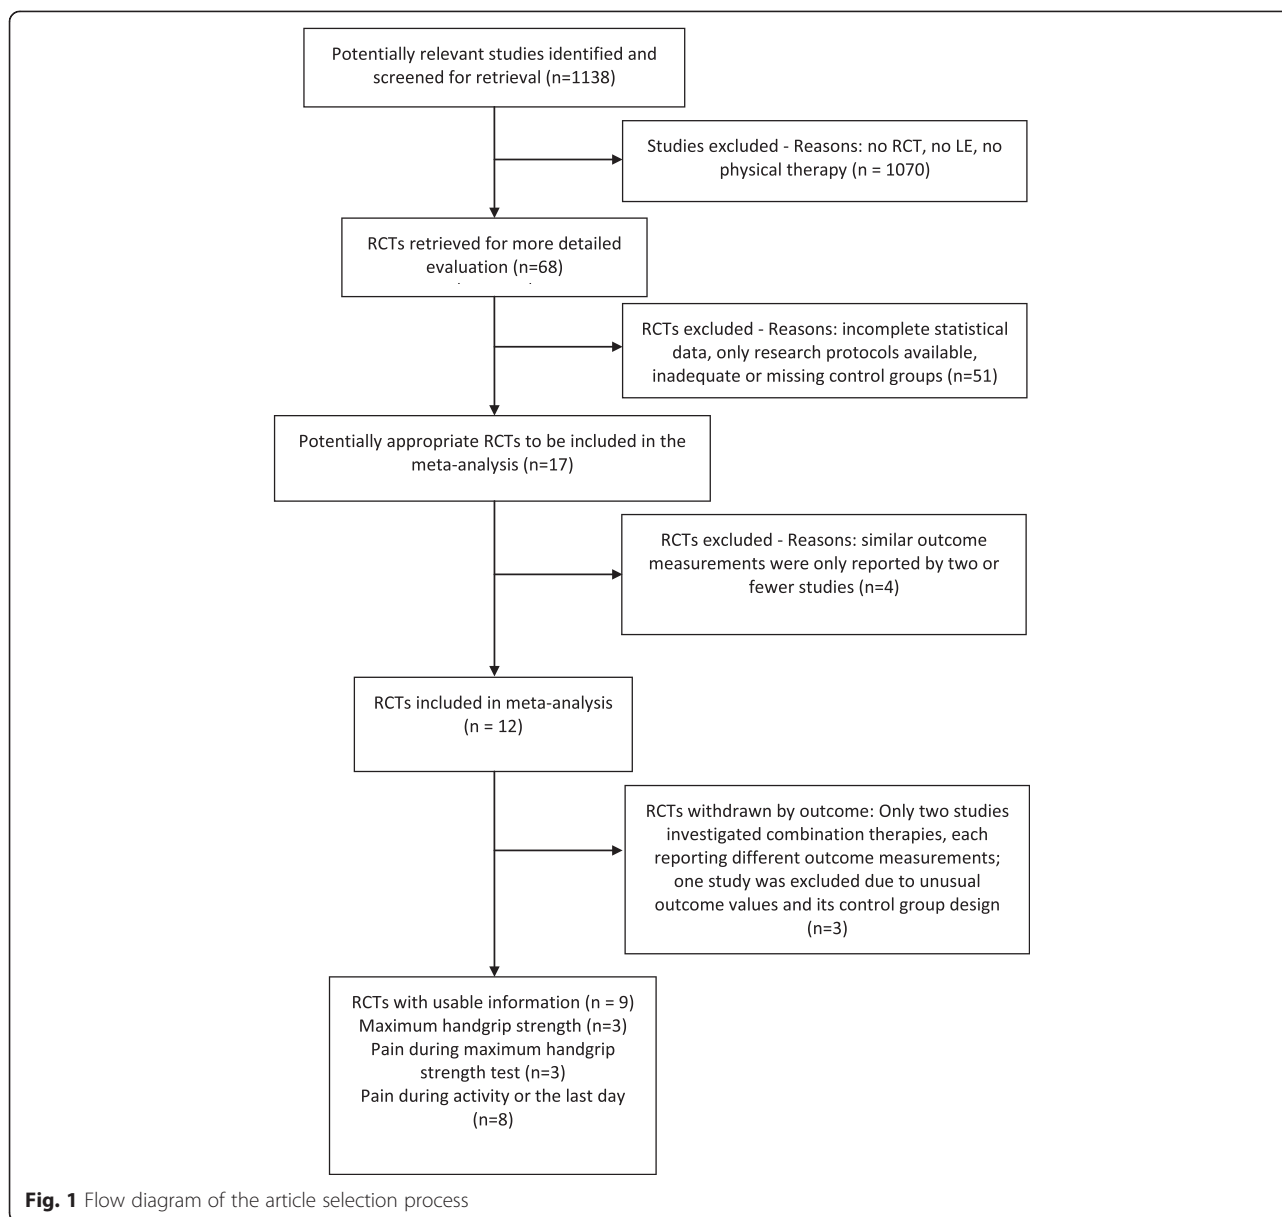 Potentially relevant studies identified and
screened for retrieval (n=1138)
Studies excluded - Reasons: no RCT, no LE, no
physical therapy (n = 1070)
RCTs retrieved for more detailed
evaluation (n=68)
RCTs excluded - Reasons: incomplete statistical
data, only research protocols available,
inadequate or missing control groups (n=51)
Potentially appropriate RCTs to be included in the
meta-analysis (n=17)
RCTs excluded - Reasons: similar outcome
measurements were only reported by two or
fewer studies (n=4)
RCTs included in meta-analysis
(n = 12)
RCTs withdrawn by outcome: Only two studies
investigated combination therapies, each
reporting different outcome measurements;
one study was excluded due to unusual
outcome values and its control group design
(n=3)
RCTs with usable information (n = 9)
Maximum handgrip strength (n=3)
Pain during maximum handgrip
strength test (n=3)
Pain during activity or the last day
(n=8)
Fig. 1 Flow diagram of the article selection process